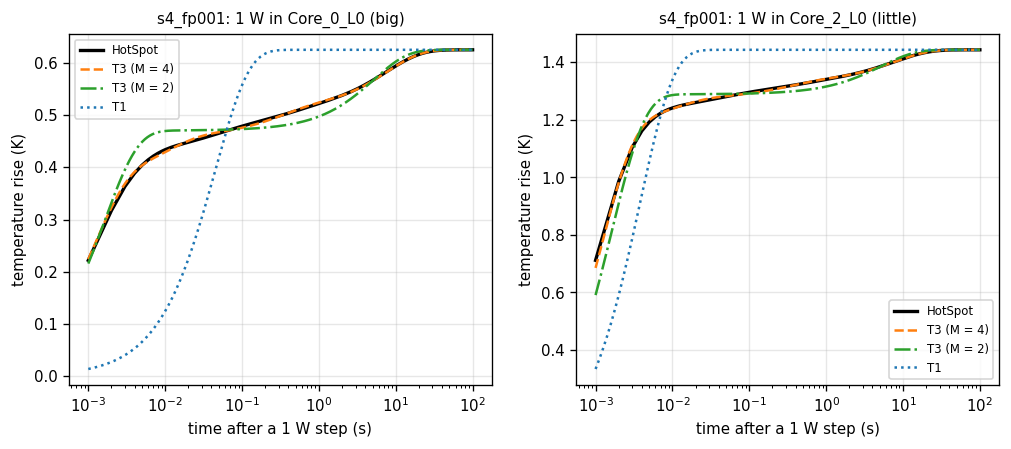 s4_fp001: 1 W in Core_0_L0 (big)
HotSpot
T3 (M = 4)
T3 (M = 2)
T1
temperature rise (K)
0.6
0.5
0.4
0.3
0.2
0.1
0.0
10⁻³ 10⁻² 10⁻¹ 10⁰ 10¹ 10²
time after a 1 W step (s)
s4_fp001: 1 W in Core_2_L0 (little)
temperature rise (K)
1.4
1.2
1.0
0.8
0.6
0.4
HotSpot
T3 (M = 4)
T3 (M = 2)
T1
10⁻³ 10⁻² 10⁻¹ 10⁰ 10¹ 10²
time after a 1 W step (s)